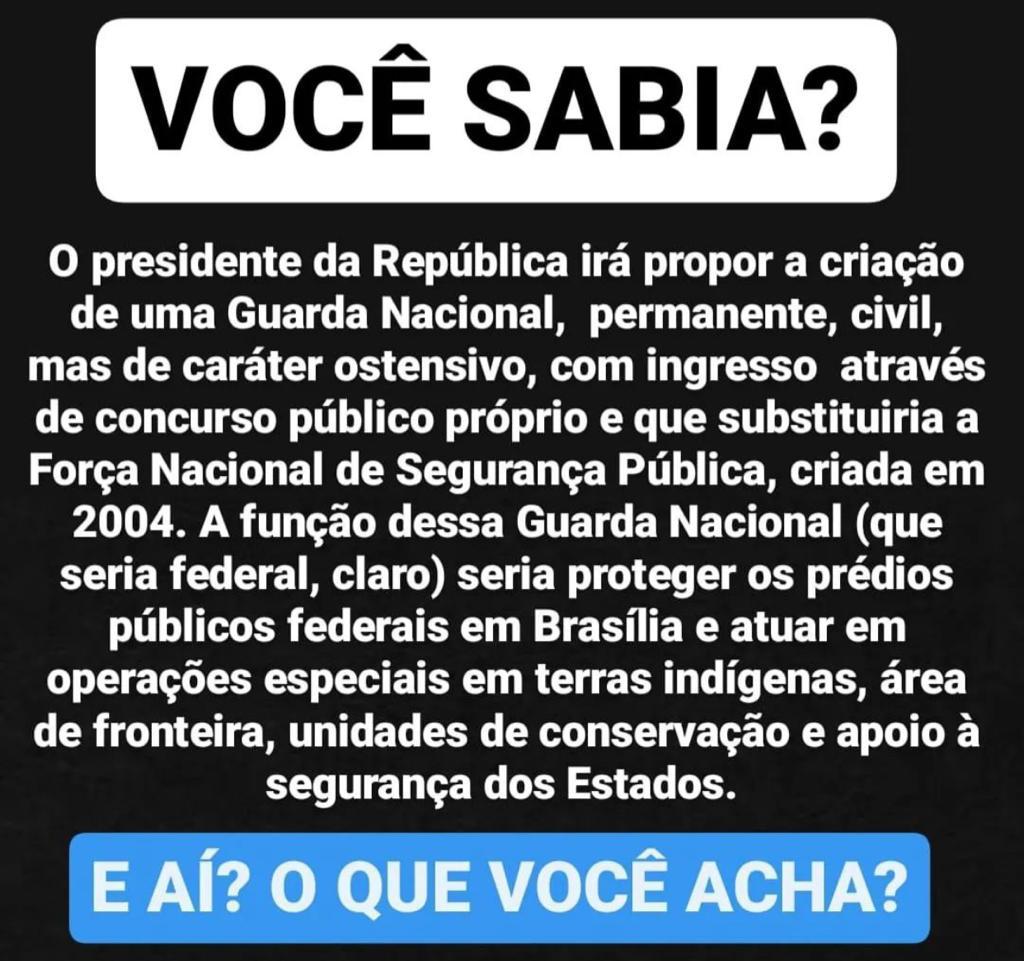 VOCÊ SABIA?
O presidente da República irá propor a criação
de uma Guarda Nacional, permanente, civil,
mas de caráter ostensivo, com ingresso através
de concurso público próprio e que substituiria a
Força Nacional de Segurança Pública, criada em
2004. A função dessa Guarda Nacional (que
seria federal, claro) seria proteger os prédios
públicos federais em Brasília e atuar em
operações especiais em terras indígenas, área
de fronteira, unidades de conservação e apoio à
segurança dos Estados.
E AÍ? O QUE VOCÊ ACHA?